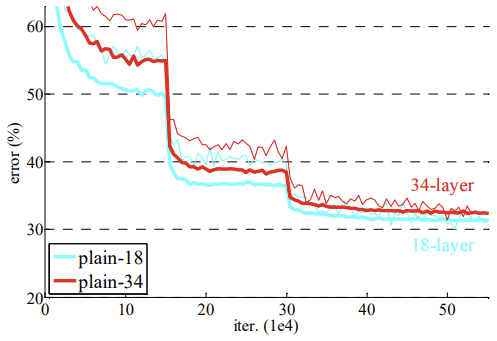 60
50
40
30
20
error (%)
34-layer
18-layer
plain-18
plain-34
0 10 20 30 40 50
iter. (1e4)